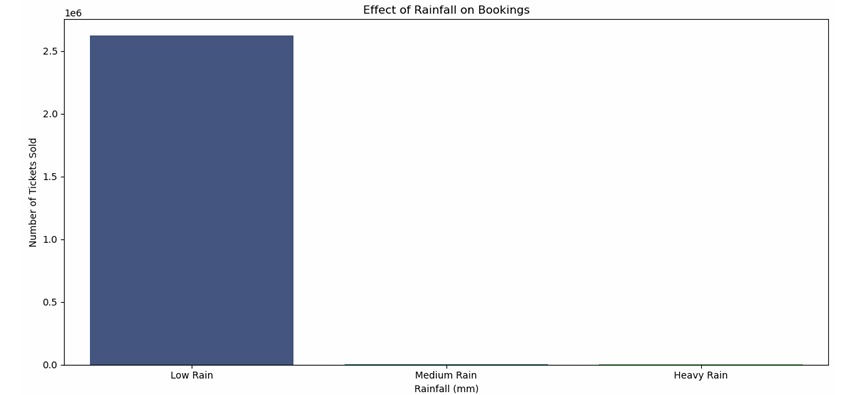 Effect of Rainfall on Bookings
1e6
2.5
2.0
1.5
1.0
0.5
0.0
Number of Tickets Sold
Low Rain
Medium Rain
Heavy Rain
Rainfall (mm)